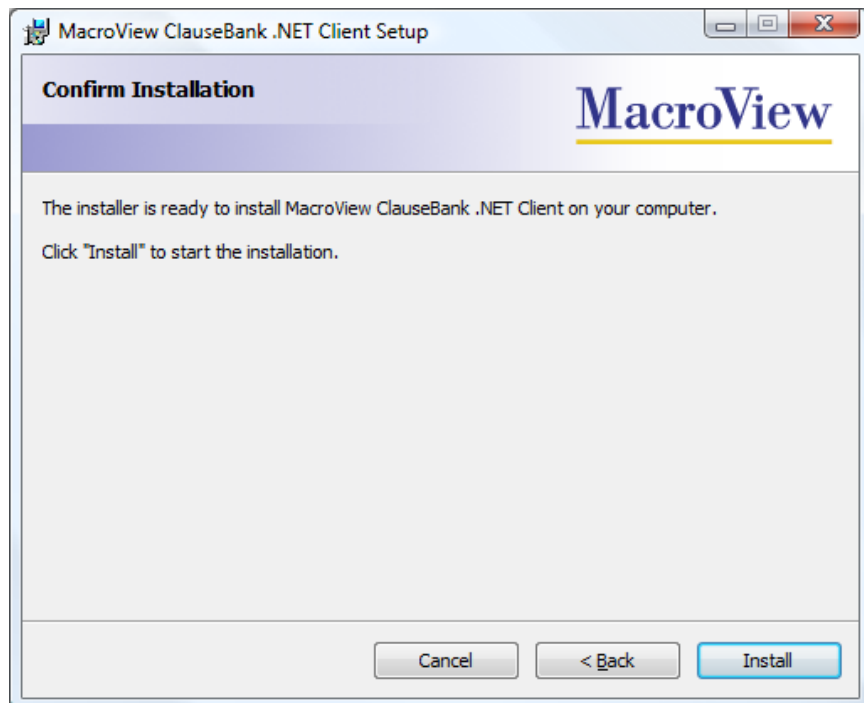 MacroView ClauseBank .NET Client Setup
Confirm Installation
MacroView
The installer is ready to install MacroView ClauseBank .NET Client on your computer.
Click "Install" to start the installation.
Cancel
< Back
Install